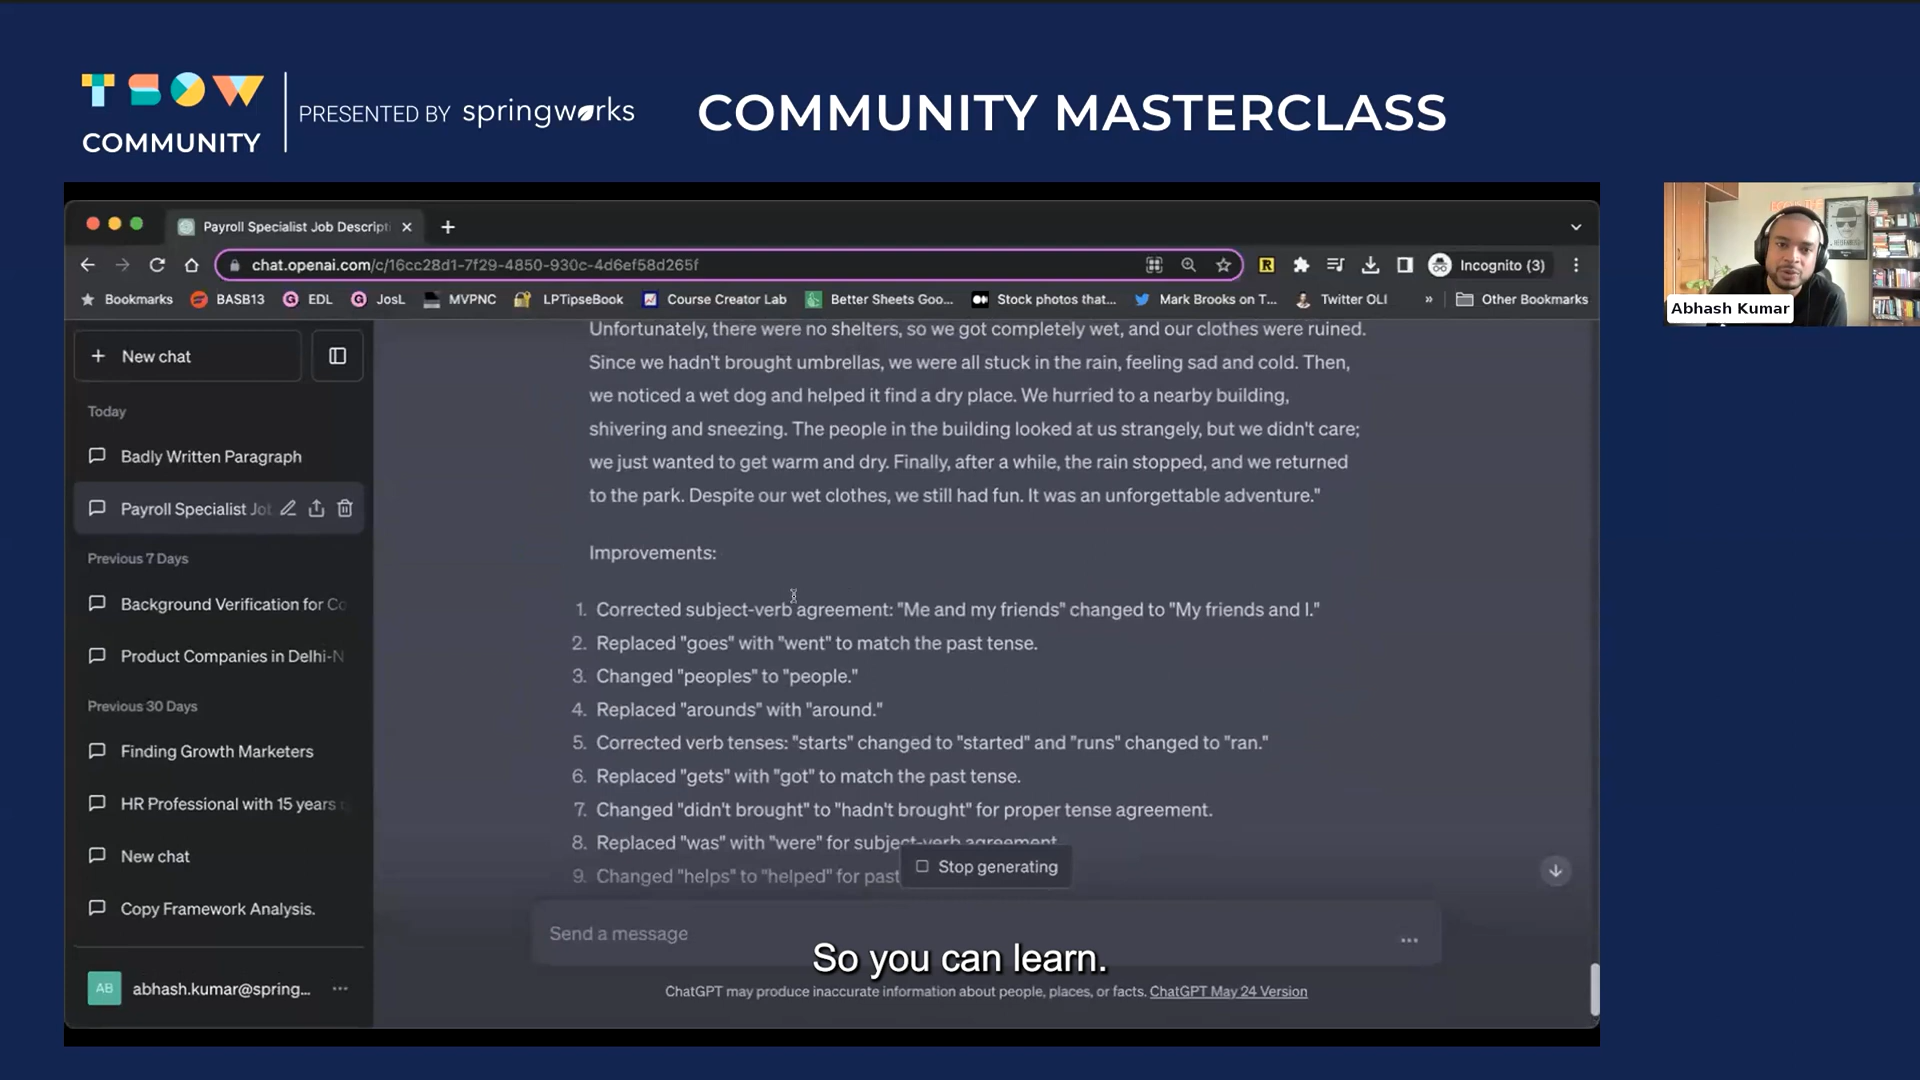 TSOW
COMMUNITY
PRESENTED BY springworks
COMMUNITY MASTERCLASS
Payroll Specialist Job Descripti
chat.openai.com/c/16cc28d1-7f29-4850-930c-4d6ef58d265f
Incognito (3)
Bookmarks BASB13 EDL JosL MVPNC LPTipseBook Course Creator Lab Better Sheets Goo... Stock photos that... Mark Brooks on T... Twitter OLI » Other Bookmarks
Abhash Kumar
+ New chat
Today
Badly Written Paragraph
Payroll Specialist Jo
Previous 7 Days
Background Verification for Co
Product Companies in Delhi-N
Previous 30 Days
Finding Growth Marketers
HR Professional with 15 years
New chat
Copy Framework Analysis.
AB abhash.kumar@spring... ...
Unfortunately, there were no shelters, so we got completely wet, and our clothes were ruined.
Since we hadn't brought umbrellas, we were all stuck in the rain, feeling sad and cold. Then,
we noticed a wet dog and helped it find a dry place. We hurried to a nearby building,
shivering and sneezing. The people in the building looked at us strangely, but we didn't care;
we just wanted to get warm and dry. Finally, after a while, the rain stopped, and we returned
to the park. Despite our wet clothes, we still had fun. It was an unforgettable adventure."
Improvements:
1. Corrected subject-verb agreement: "Me and my friends" changed to "My friends and I."
2. Replaced "goes" with "went" to match the past tense.
3. Changed "peoples" to "people."
4. Replaced "arounds" with "around."
5. Corrected verb tenses: "starts" changed to "started" and "runs" changed to "ran."
6. Replaced "gets" with "got" to match the past tense.
7. Changed "didn't brought" to "hadn't brought" for proper tense agreement.
8. Replaced "was" with "were" for subject-verb agreement
9. Changed "helps" to "helped" for past
Stop generating
Send a message
So you can learn.
ChatGPT may produce inaccurate information about people, places, or facts. ChatGPT May 24 Version